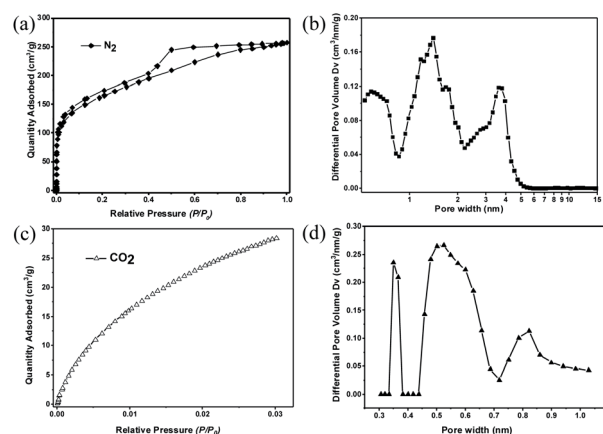 (a)
300
250
200
150
100
50
0
N2
Quanitity Adsorbed (cm3/g)
0.0 0.2 0.4 0.6 0.8 1.0
Relative Pressure (P/P0)
(b)
0.20
0.16
0.12
0.08
0.04
0.00
Differential Pore Volume Dv (cm3/nm/g)
1 2 3 4 5 6 7 8 9 10 15
Pore width (nm)
(c)
30
25
20
15
10
5
0
CO2
Quanitity Adsorbed (cm3/g)
0.00 0.01 0.02 0.03
Relative Pressure (P/P0)
(d)
0.30
0.25
0.20
0.15
0.10
0.05
0.00
Differential Pore Volume Dv (cm3/nm/g)
0.3 0.4 0.5 0.6 0.7 0.8 0.9 1.0
Pore width (nm)